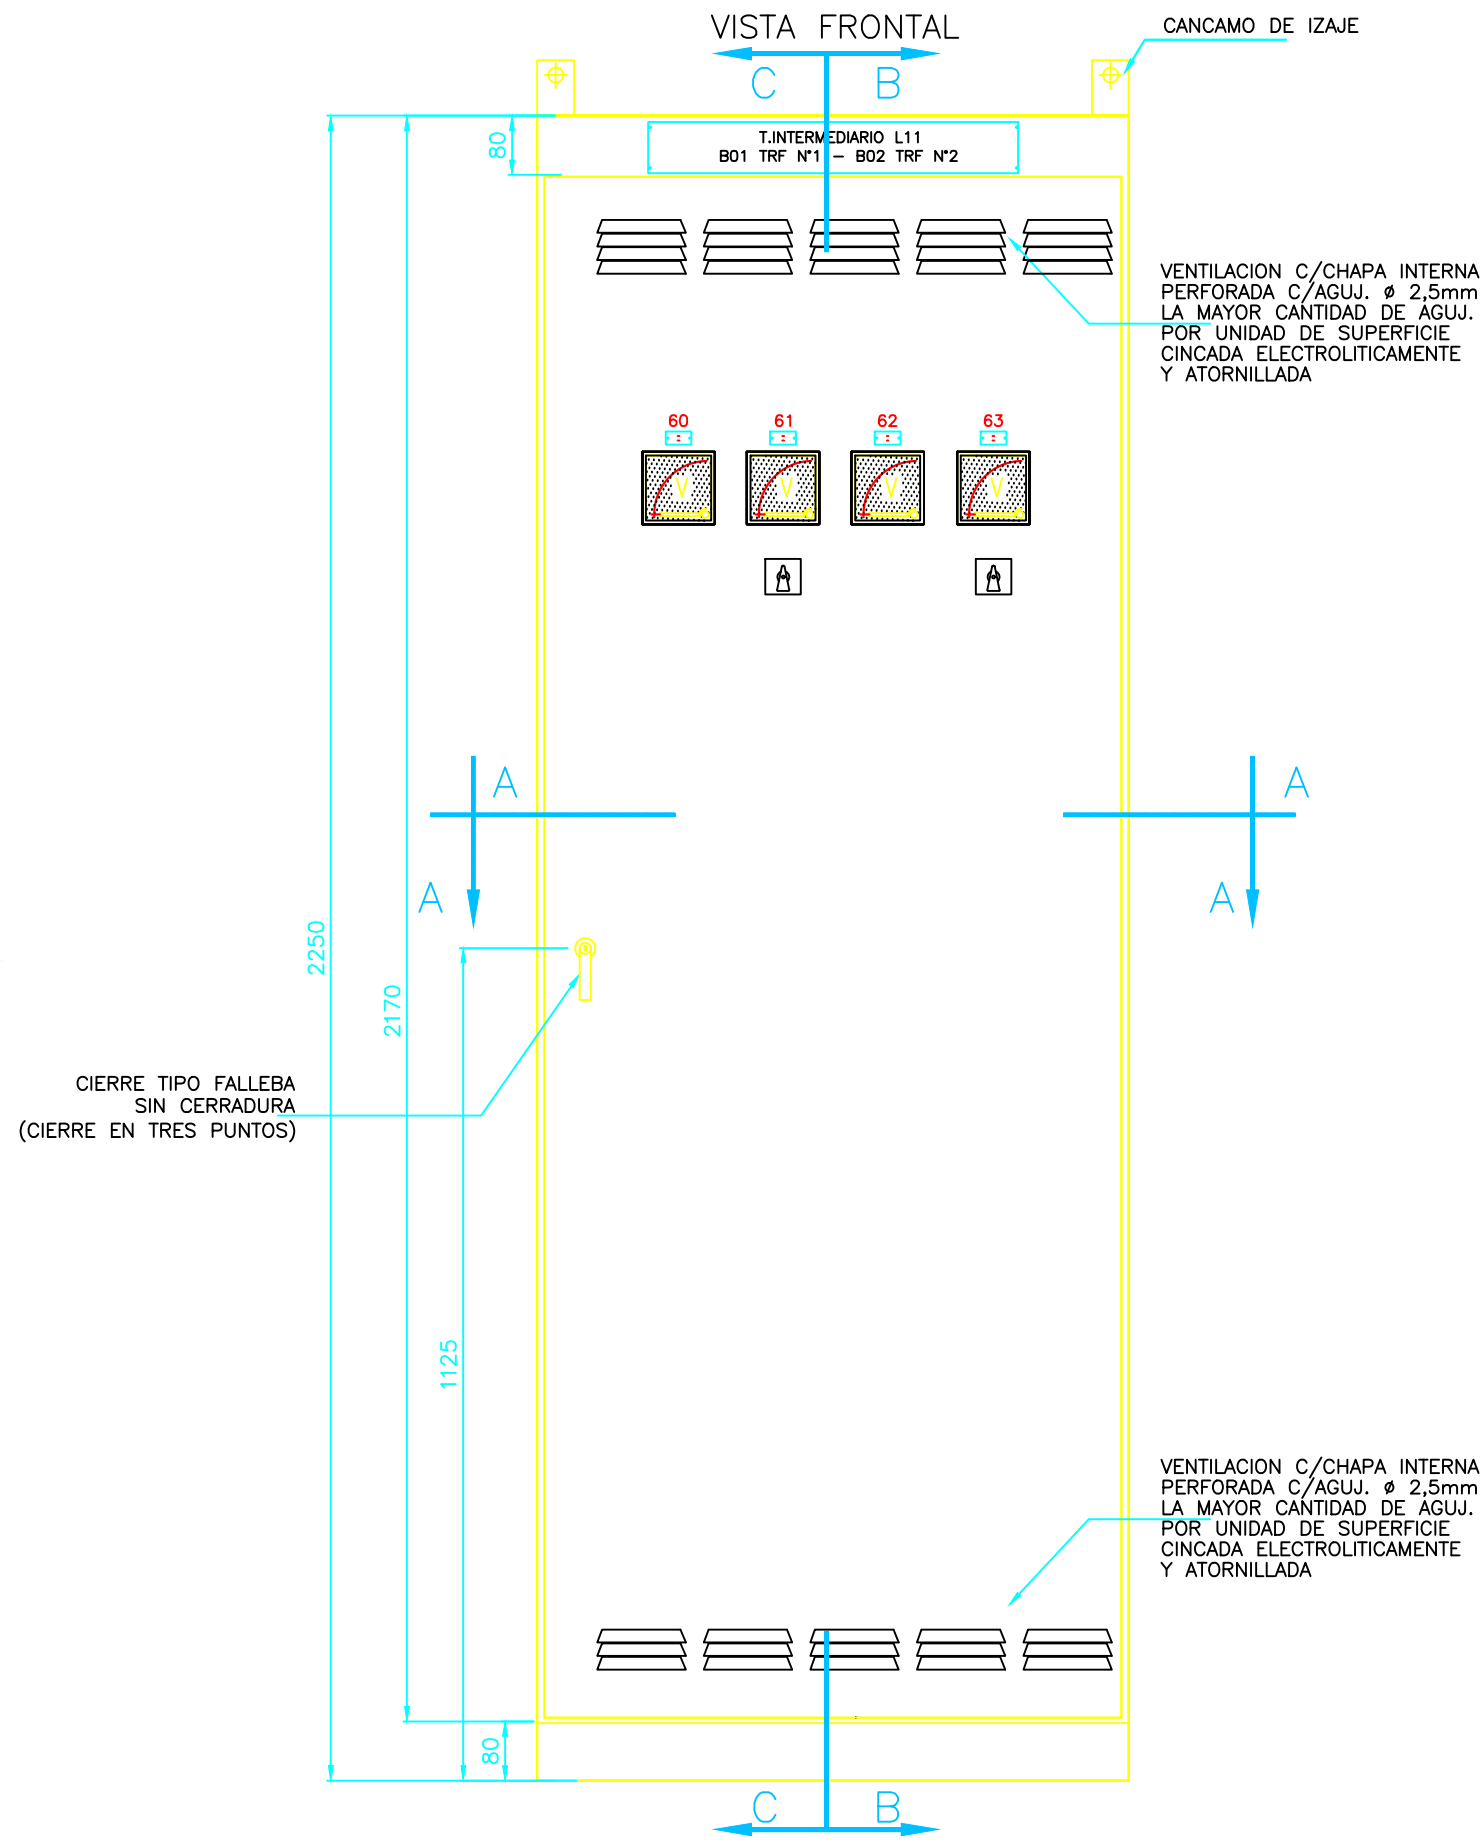 VISTA FRONTAL
CANCAMO DE IZAJE
C B
80
T.INTERMEDIARIO L11
B01 TRF N°1 - B02 TRF N°2
VENTILACION C/CHAPA INTERNA
PERFORADA C/AGUJ. ø 2,5mm
LA MAYOR CANTIDAD DE AGUJ.
POR UNIDAD DE SUPERFICIE
CINCADA ELECTROLITICAMENTE
Y ATORNILLADA
60 61 62 63
V V V V
A A
A A
2250
2170
CIERRE TIPO FALLEBA
SIN CERRADURA
(CIERRE EN TRES PUNTOS)
1125
VENTILACION C/CHAPA INTERNA
PERFORADA C/AGUJ. ø 2,5mm
LA MAYOR CANTIDAD DE AGUJ.
POR UNIDAD DE SUPERFICIE
CINCADA ELECTROLITICAMENTE
Y ATORNILLADA
80
C B